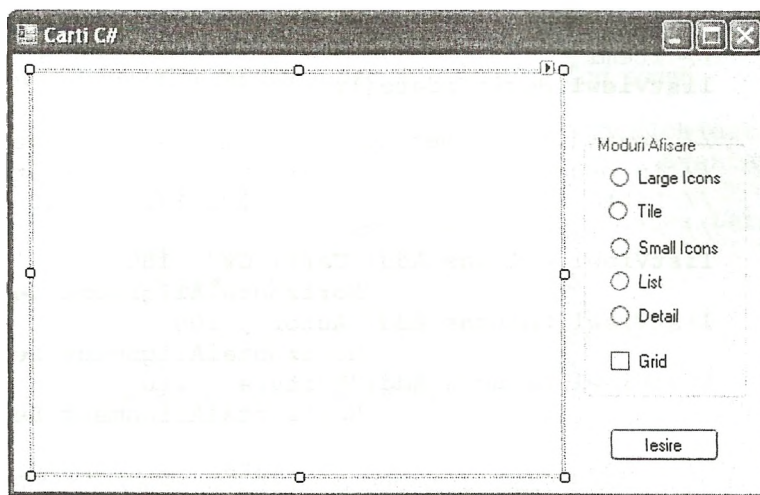 Carti C#
Moduri Afisare
Large Icons
Tile
Small Icons
List
Detail
Grid
Iesire